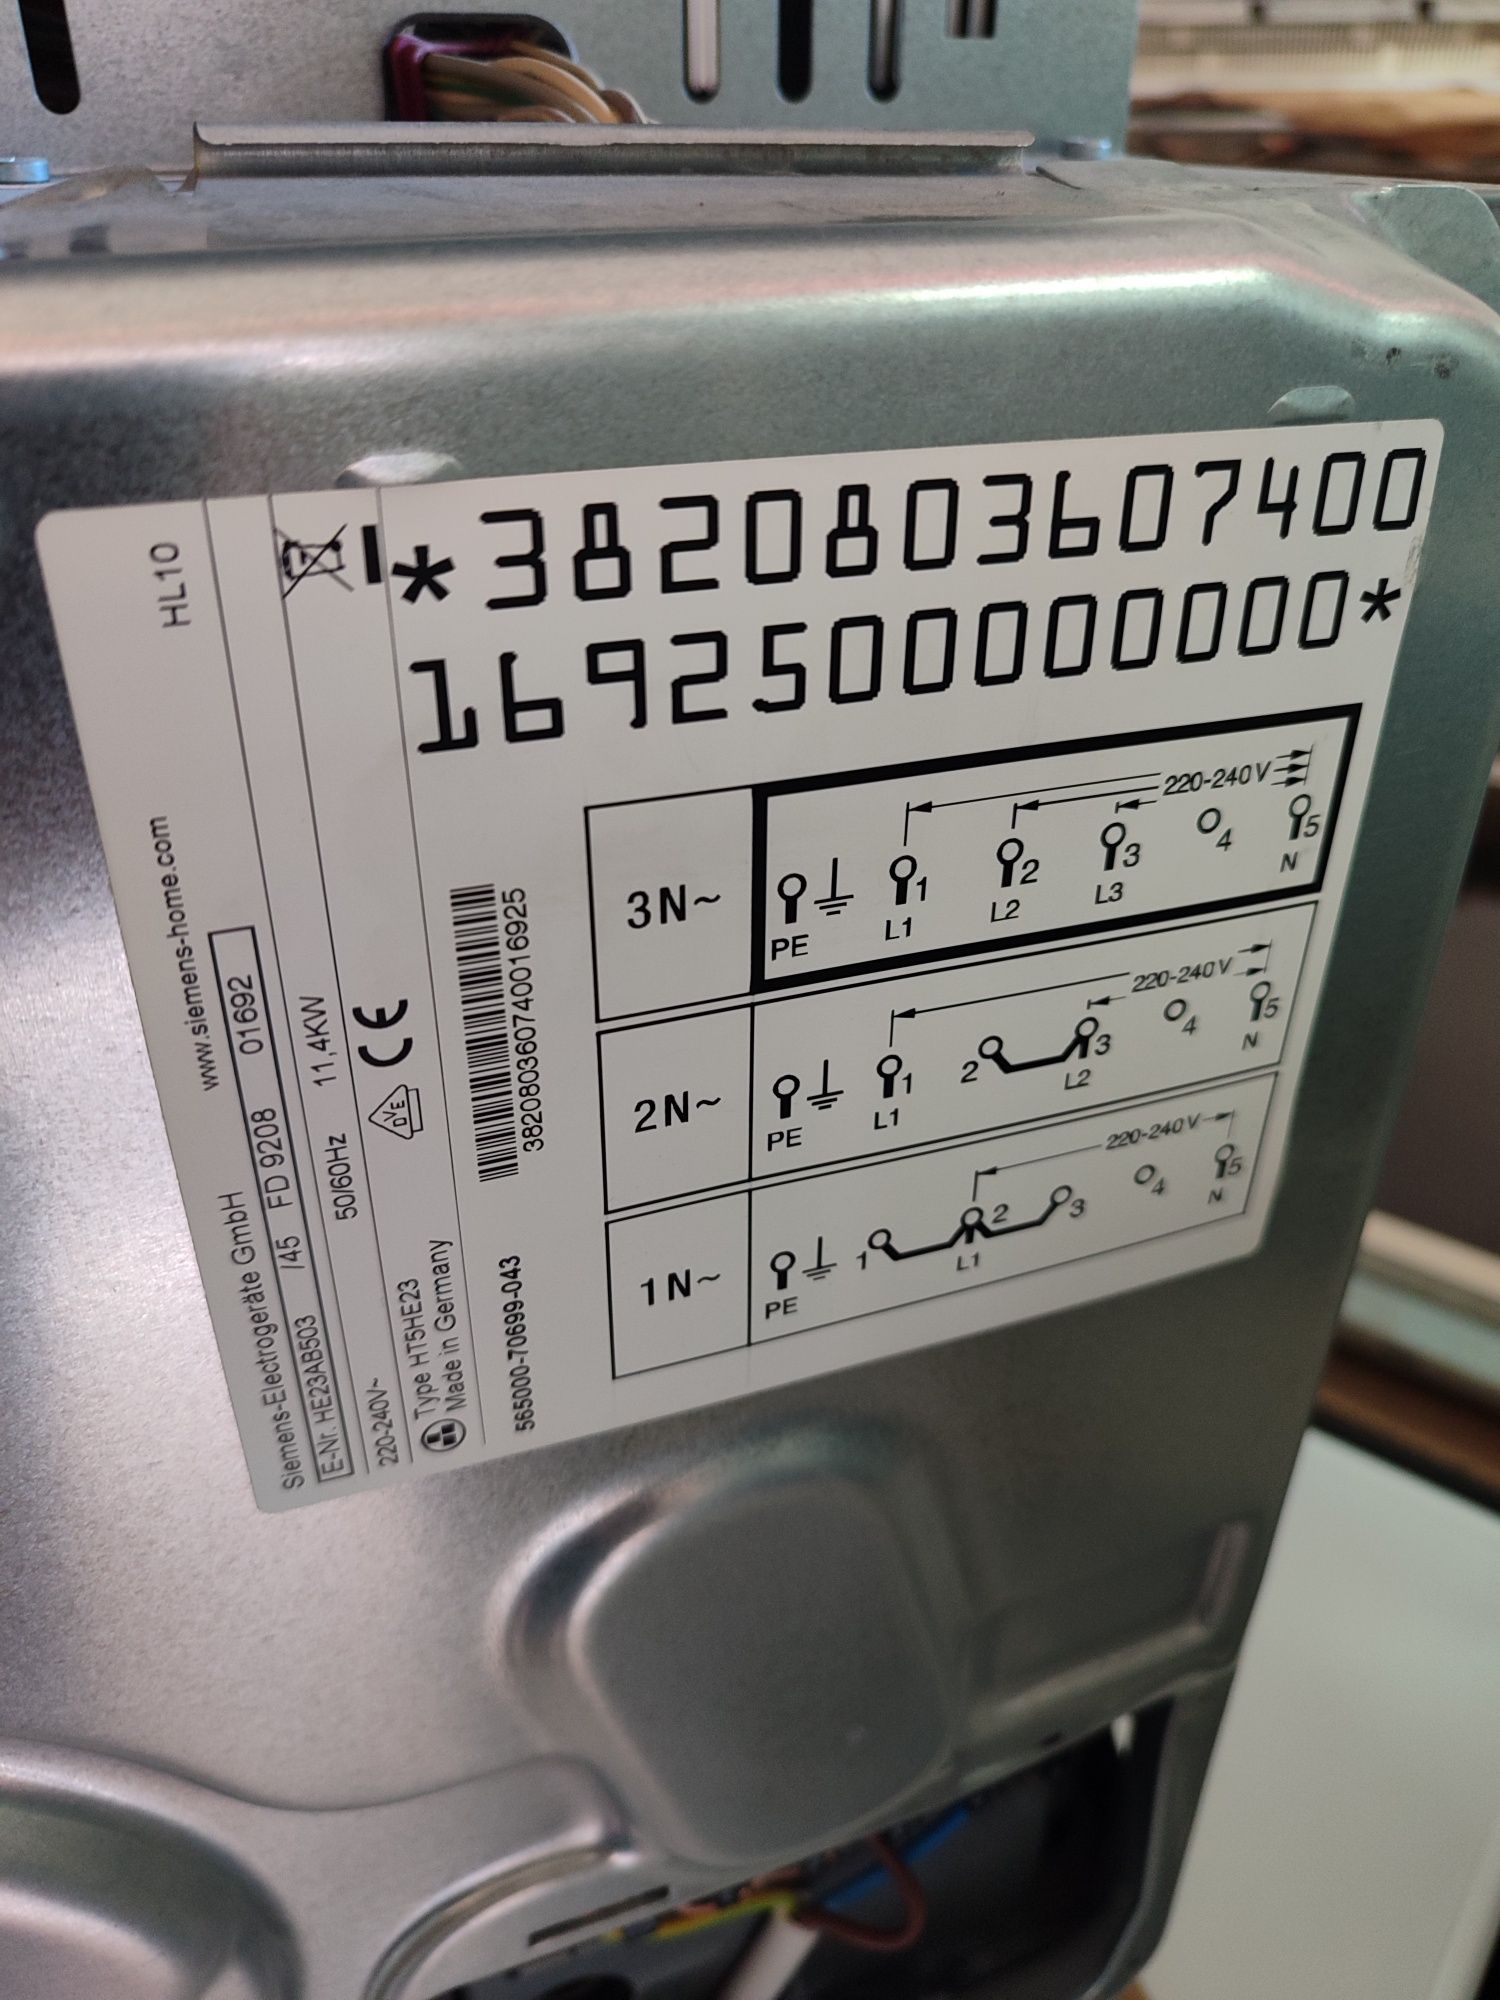 HL10
www.siemens-home.com
Siemens-Electrogeräte GmbH
E-Nr. HE23AB503 /45 FD 9208 01692
220-240V~ 50/60Hz 11,4KW
Type HT5HE23
Made in Germany
DVE
CE
565000-70699-043
382080360740016925
*3820803607400
1692500000000*
3N~
PE
1
L1
2
L2
3
L3
4
5
N
220-240V
2N~
PE
1
L1
2
3
L2
4
5
N
220-240V
1N~
PE
1
2
L1
3
4
5
N
220-240V